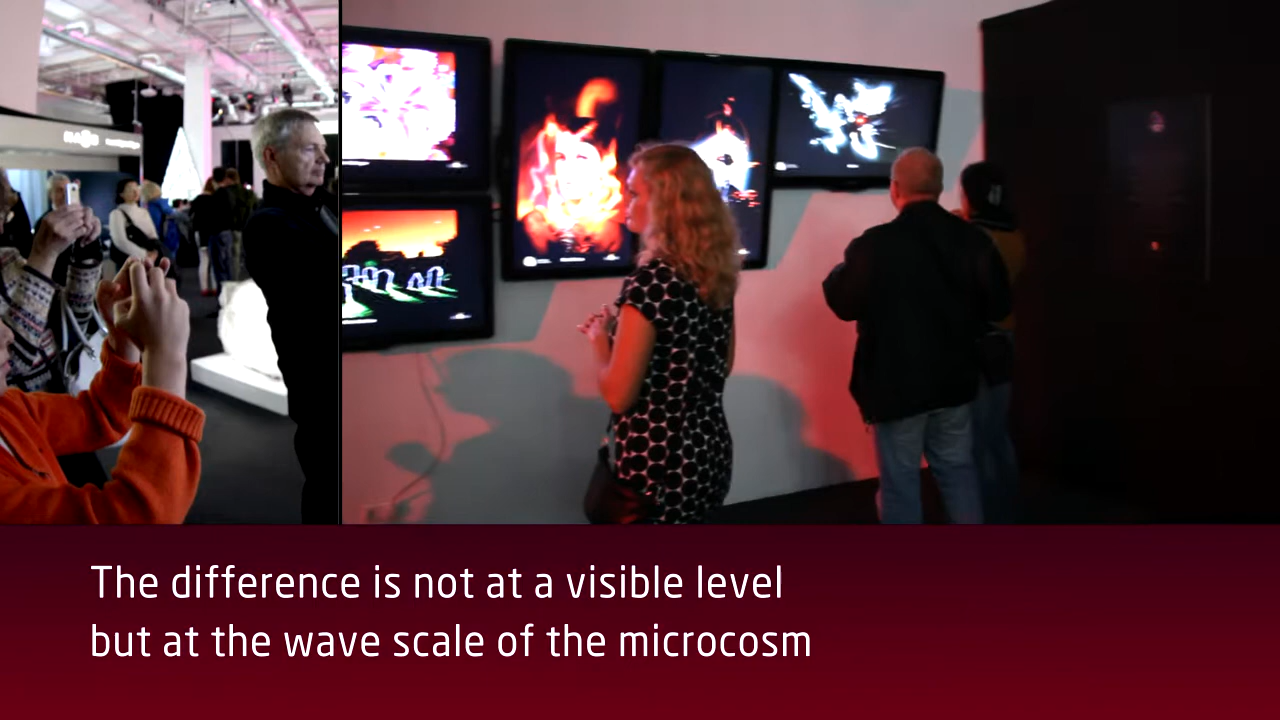 The difference is not at a visible level
but at the wave scale of the microcosm